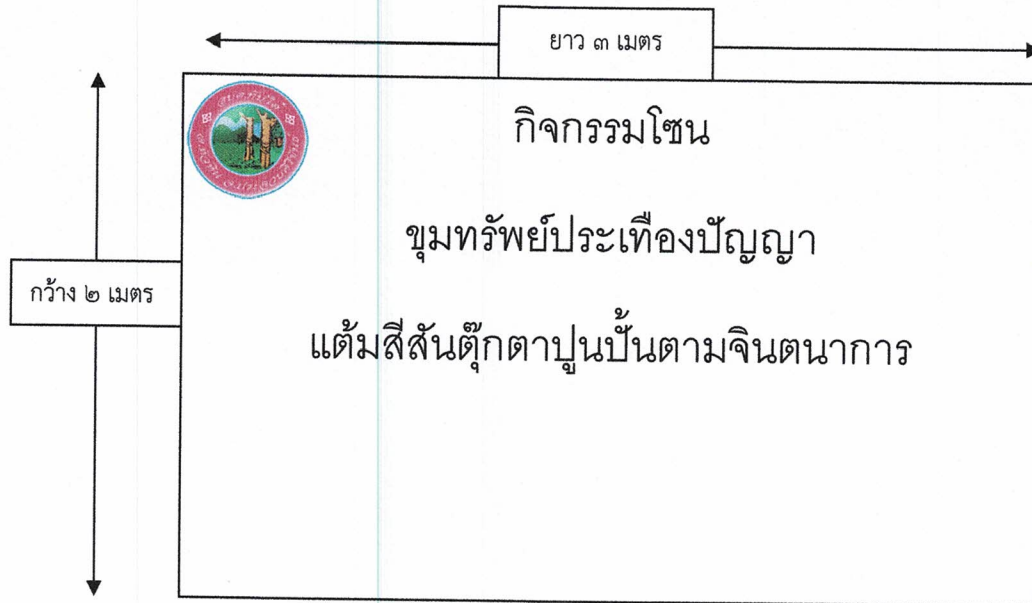 ยาว ๓ เมตร
กิจกรรมโซน
ขุมทรัพย์ประเทืองปัญญา
กว้าง ๒ เมตร
แต้มสีสันตุ๊กตาปูนปั้นตามจินตนาการ